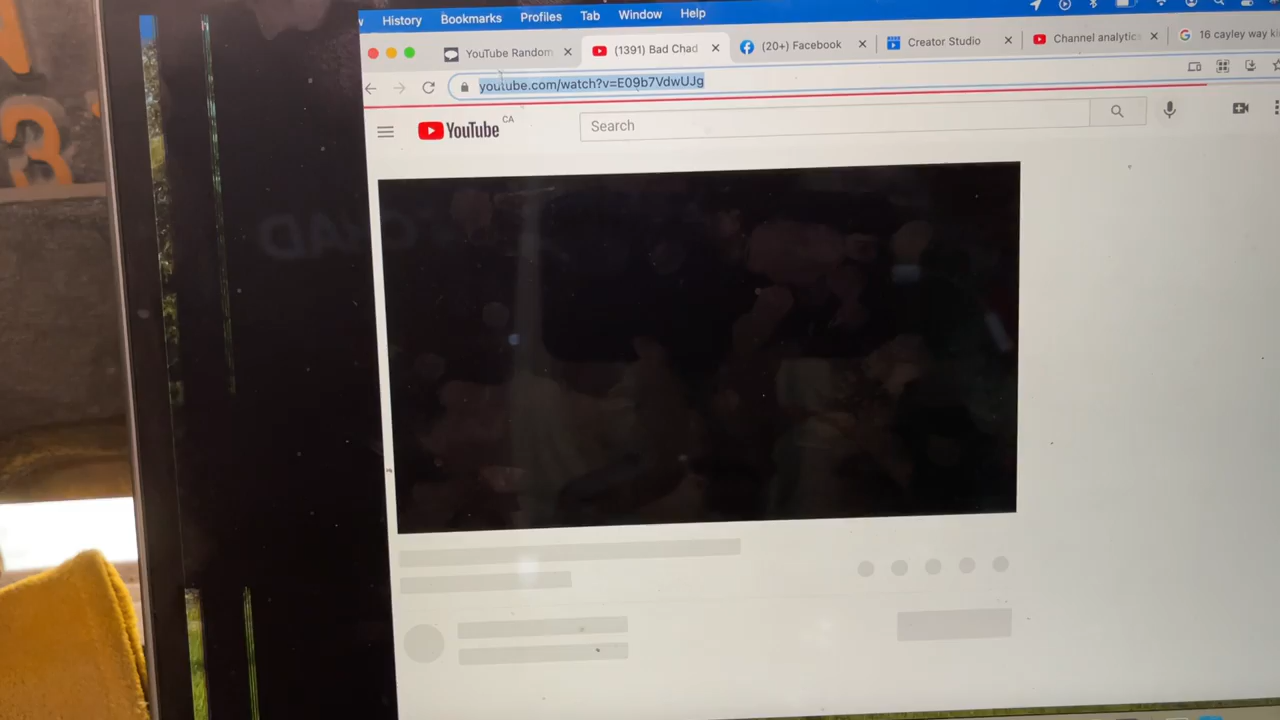 History Bookmarks Profiles Tab Window Help
YouTube Random (1391) Bad Chad (20+) Facebook Creator Studio Channel analytics 16 cayley way
youtube.com/watch?v=E09b7VdwUJg
YouTube CA Search
3